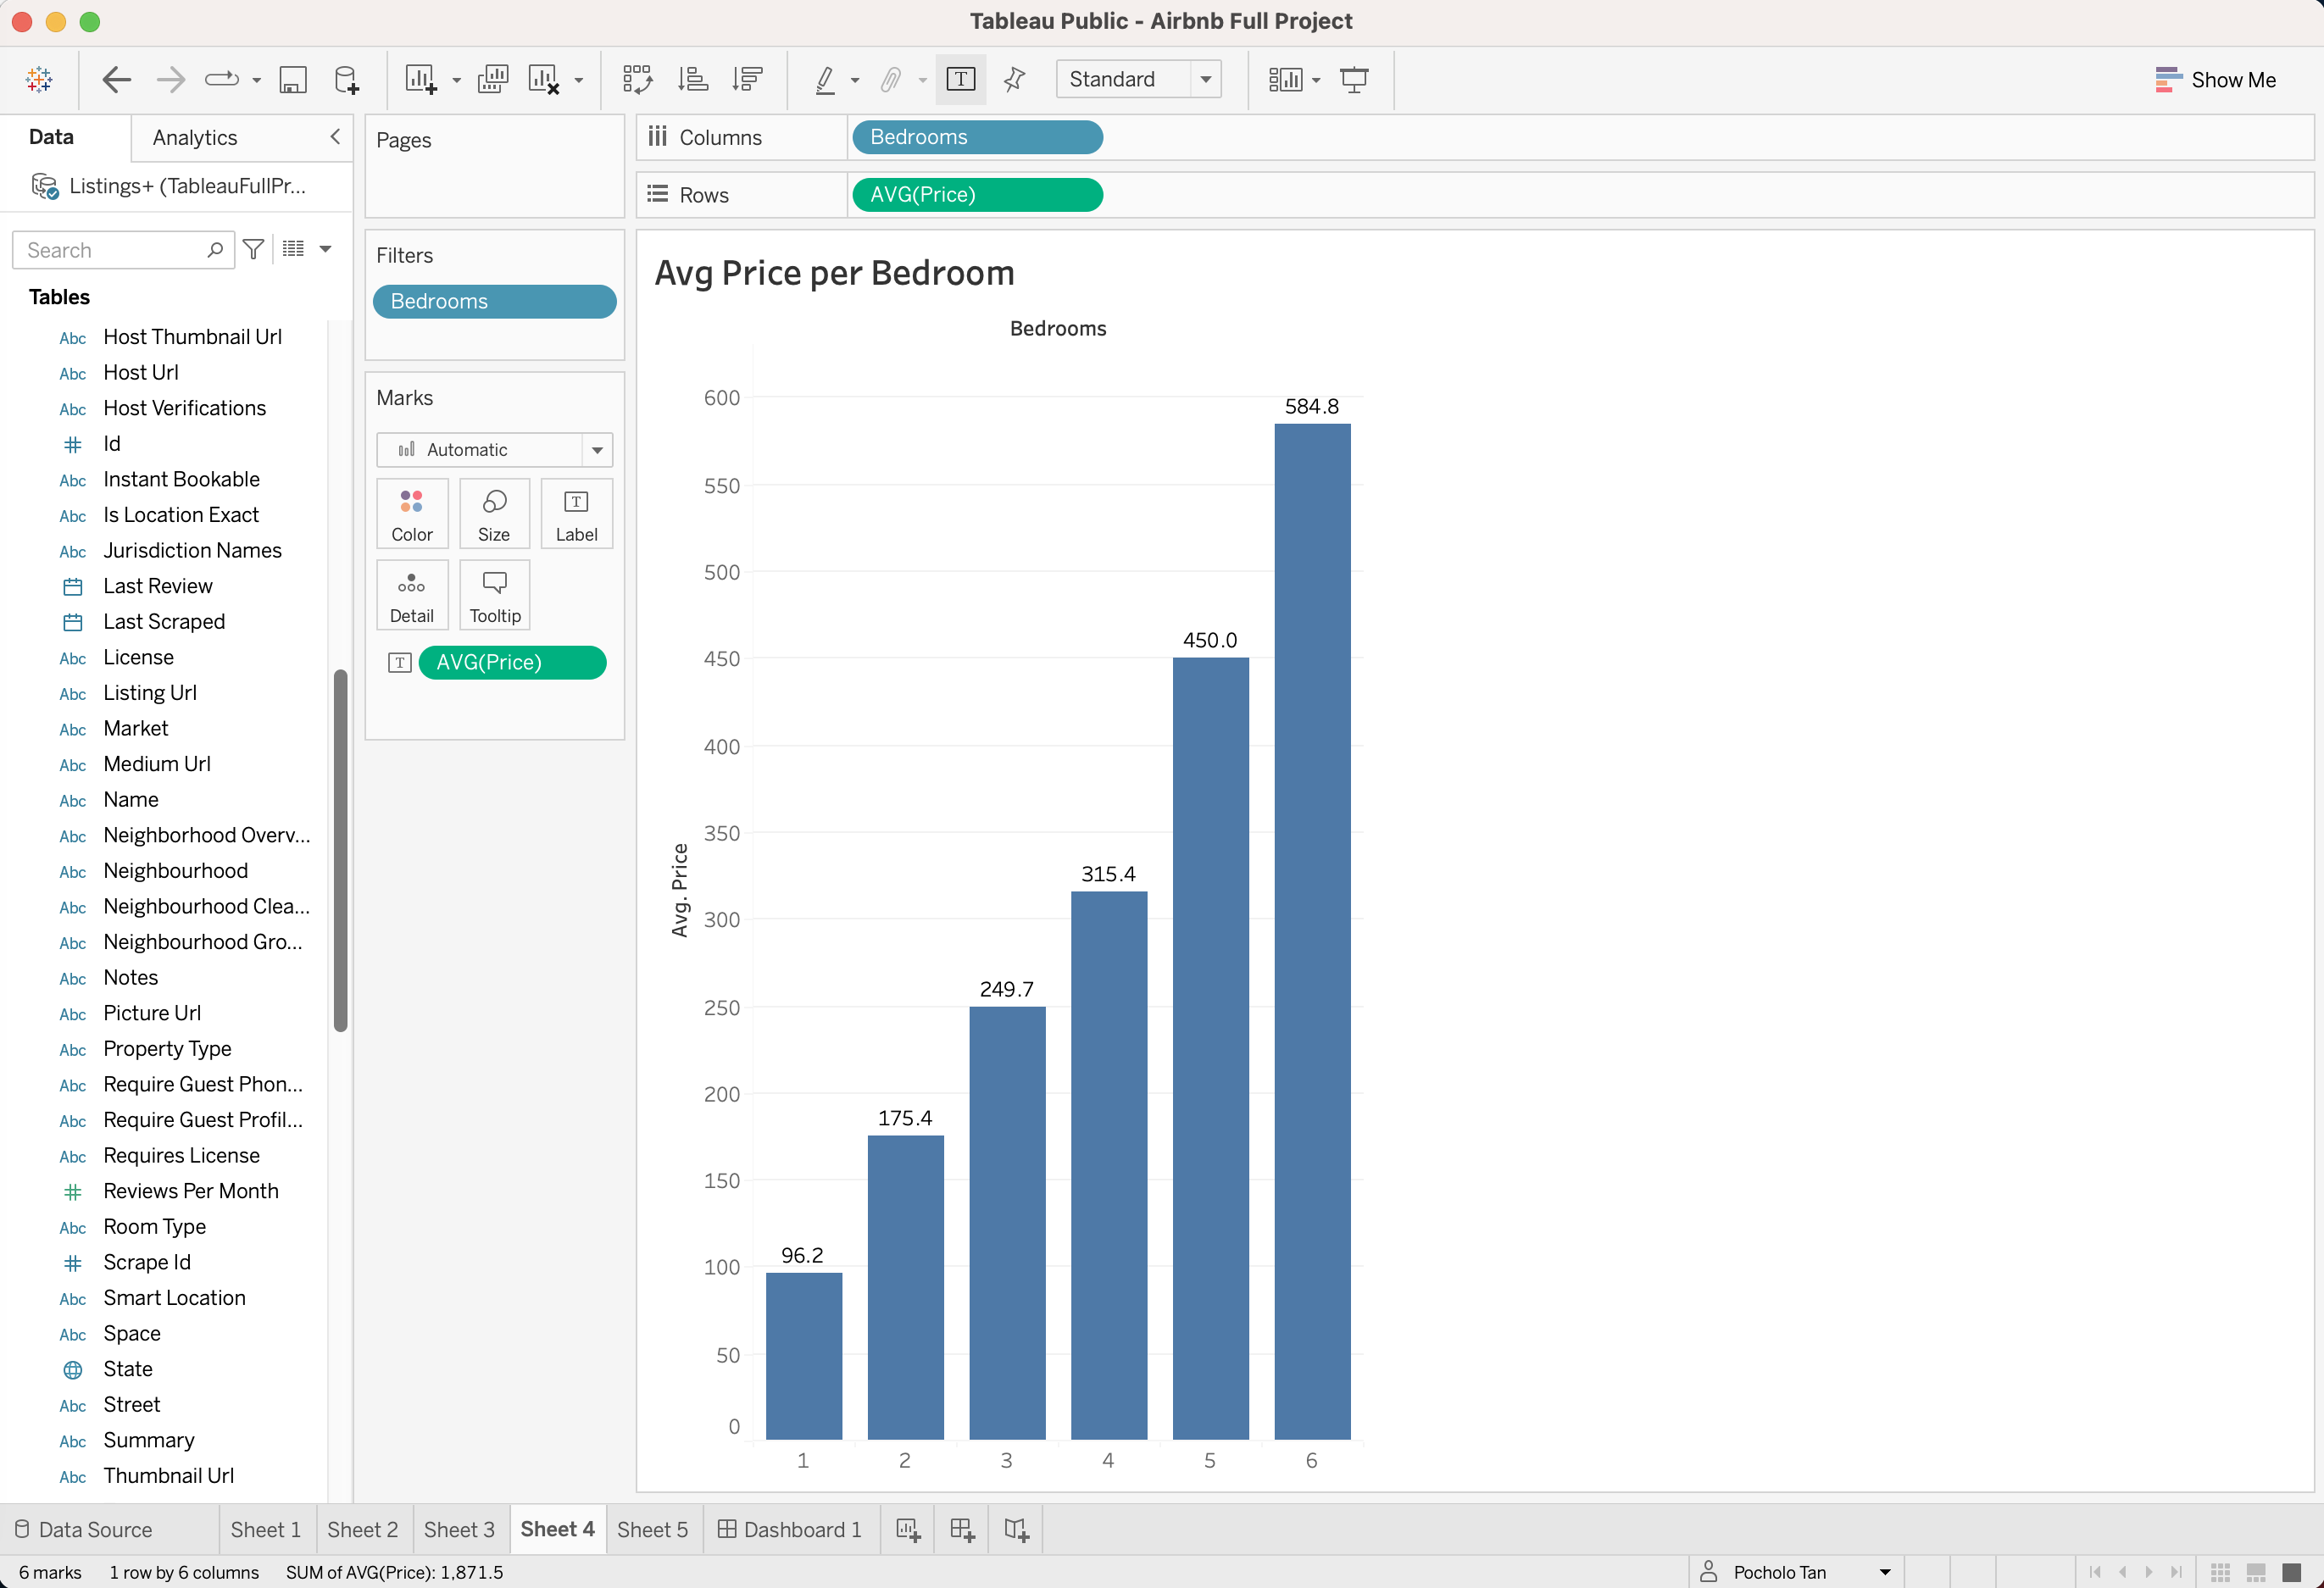 Tableau Public - Airbnb Full Project
Standard
Show Me
Data
Analytics
Listings+ (TableauFullPr...
Search
Tables
Abc Host Thumbnail Url
Abc Host Url
Abc Host Verifications
# Id
Abc Instant Bookable
Abc Is Location Exact
Abc Jurisdiction Names
Last Review
Last Scraped
Abc License
Abc Listing Url
Abc Market
Abc Medium Url
Abc Name
Abc Neighborhood Overv...
Abc Neighbourhood
Abc Neighbourhood Clea...
Abc Neighbourhood Gro...
Abc Notes
Abc Picture Url
Abc Property Type
Abc Require Guest Phon...
Abc Require Guest Profil...
Abc Requires License
# Reviews Per Month
Abc Room Type
# Scrape Id
Abc Smart Location
Abc Space
State
Abc Street
Abc Summary
Abc Thumbnail Url
Pages
Filters
Bedrooms
Marks
Automatic
Color
Size
T
Label
Detail
Tooltip
T AVG(Price)
Columns
Bedrooms
Rows
AVG(Price)
Avg Price per Bedroom
Bedrooms
Avg. Price
600
550
500
450
400
350
300
250
200
150
100
50
0
96.2
175.4
249.7
315.4
450.0
584.8
1
2
3
4
5
6
Data Source
Sheet 1
Sheet 2
Sheet 3
Sheet 4
Sheet 5
Dashboard 1
6 marks
1 row by 6 columns
SUM of AVG(Price): 1,871.5
Pocholo Tan